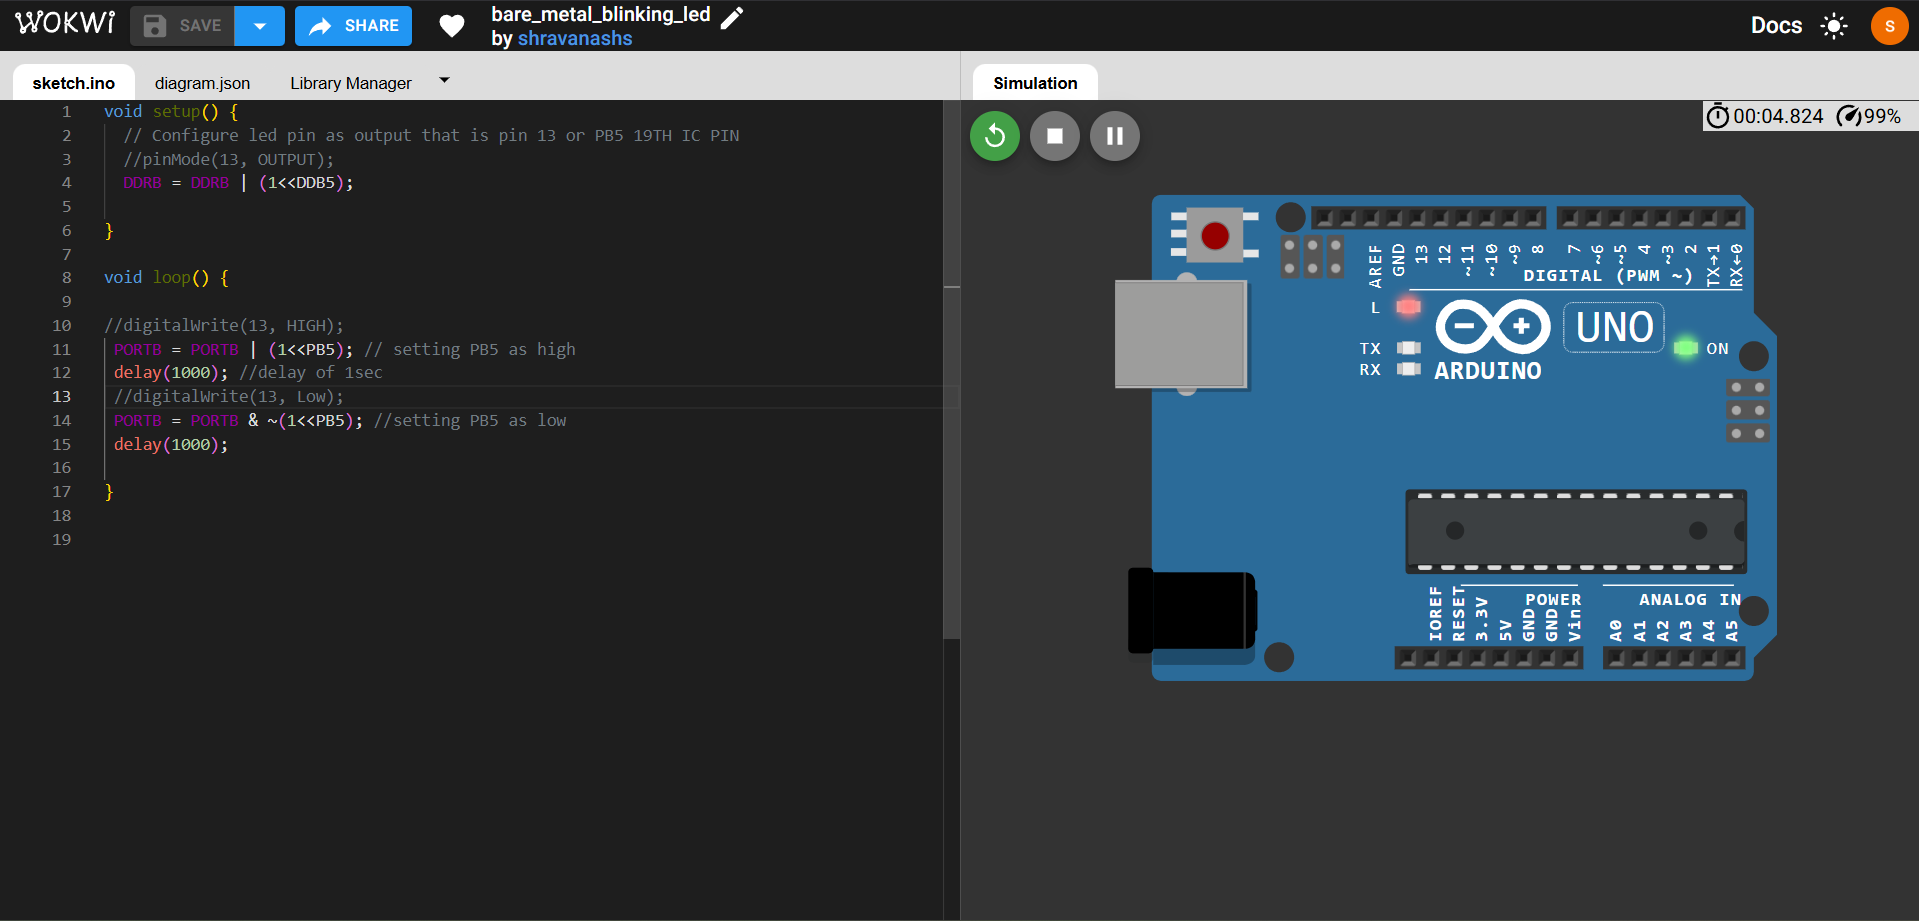 WOKWi
SAVE
SHARE
bare_metal_blinking_led
by shravanashs
Docs
S
sketch.ino
diagram.json
Library Manager
Simulation
1 void setup() {
2 // Configure led pin as output that is pin 13 or PB5 19TH IC PIN
3 //pinMode(13, OUTPUT);
4 DDRB = DDRB | (1<<DDB5);
5
6 }
7
8 void loop() {
9
10 //digitalWrite(13, HIGH);
11 PORTB = PORTB | (1<<PB5); // setting PB5 as high
12 delay(1000); //delay of 1sec
13 //digitalWrite(13, Low);
14 PORTB = PORTB & ~(1<<PB5); //setting PB5 as low
15 delay(1000);
16
17 }
18
19
00:04.824 99%
AREF GND 13 12 ~11 ~10 ~9 8 7 ~6 ~5 4 ~3 2 TX→1 RX←0
DIGITAL (PWM ~)
L
UNO
TX
RX
ON
ARDUINO
POWER
ANALOG IN
IOREF RESET 3.3V 5V GND GND Vin A0 A1 A2 A3 A4 A5